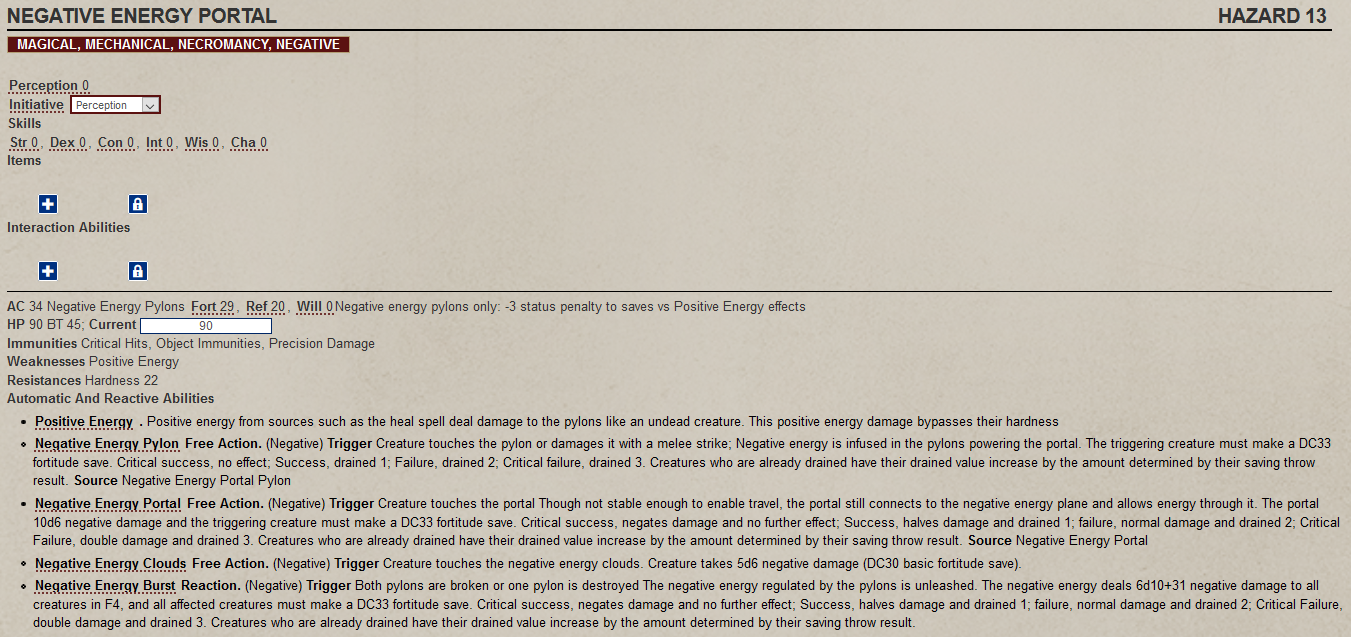 NEGATIVE ENERGY PORTAL HAZARD 13
MAGICAL, MECHANICAL, NECROMANCY, NEGATIVE
Perception 0
Initiative Perception
Skills
Str 0, Dex 0, Con 0, Int 0, Wis 0, Cha 0
Items
Interaction Abilities
AC 34 Negative Energy Pylons Fort 29, Ref 20, Will 0 Negative energy pylons only: -3 status penalty to saves vs Positive Energy effects
HP 90 BT 45; Current 90
Immunities Critical Hits, Object Immunities, Precision Damage
Weaknesses Positive Energy
Resistances Hardness 22
Automatic And Reactive Abilities
• Positive Energy . Positive energy from sources such as the heal spell deal damage to the pylons like an undead creature. This positive energy damage bypasses their hardness
• Negative Energy Pylon Free Action. (Negative) Trigger Creature touches the pylon or damages it with a melee strike; Negative energy is infused in the pylons powering the portal. The triggering creature must make a DC33
fortitude save. Critical success, no effect; Success, drained 1; Failure, drained 2; Critical failure, drained 3. Creatures who are already drained have their drained value increase by the amount determined by their saving throw
result. Source Negative Energy Portal Pylon
• Negative Energy Portal Free Action. (Negative) Trigger Creature touches the portal Though not stable enough to enable travel, the portal still connects to the negative energy plane and allows energy through it. The portal
10d6 negative damage and the triggering creature must make a DC33 fortitude save. Critical success, negates damage and no further effect; Success, halves damage and drained 1; failure, normal damage and drained 2; Critical
Failure, double damage and drained 3. Creatures who are already drained have their drained value increase by the amount determined by their saving throw result. Source Negative Energy Portal
• Negative Energy Clouds Free Action. (Negative) Trigger Creature touches the negative energy clouds. Creature takes 5d6 negative damage (DC30 basic fortitude save).
• Negative Energy Burst Reaction. (Negative) Trigger Both pylons are broken or one pylon is destroyed The negative energy regulated by the pylons is unleashed. The negative energy deals 6d10+31 negative damage to all
creatures in F4, and all affected creatures must make a DC33 fortitude save. Critical success, negates damage and no further effect; Success, halves damage and drained 1; failure, normal damage and drained 2; Critical Failure,
double damage and drained 3. Creatures who are already drained have their drained value increase by the amount determined by their saving throw result.